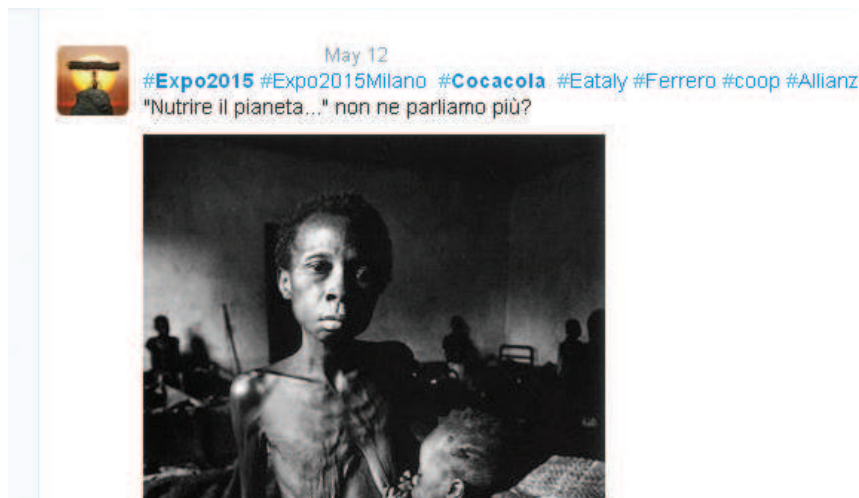 May 12
#Expo2015 #Expo2015Milano #Cocacola #Eataly #Ferrero #coop #Allianz
"Nutrire il pianeta..." non ne parliamo più?